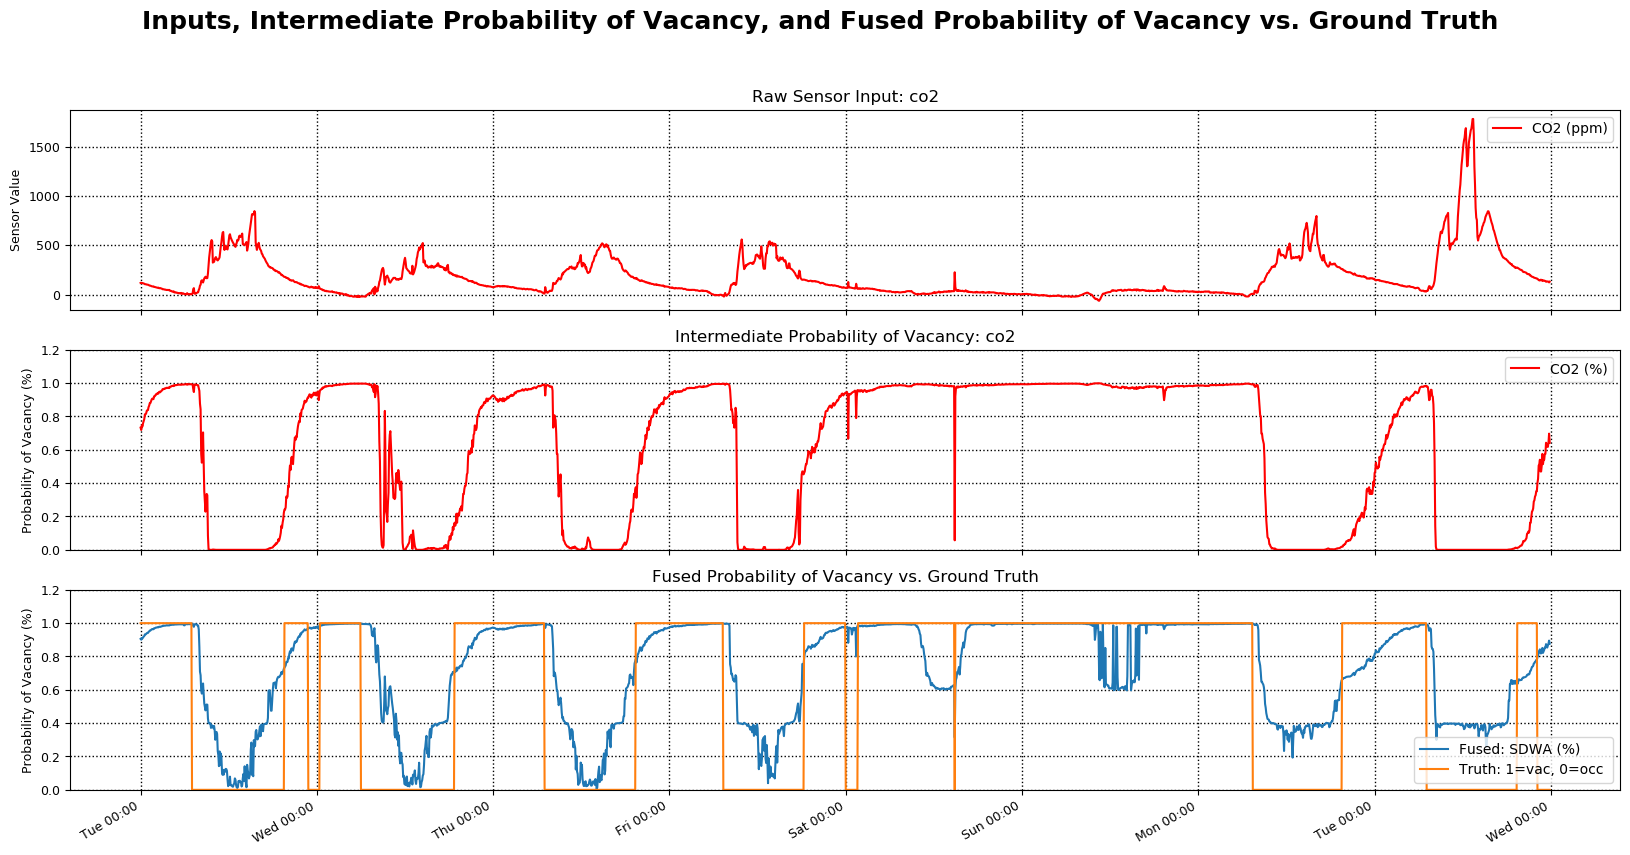 Inputs, Intermediate Probability of Vacancy, and Fused Probability of Vacancy vs. Ground Truth
Raw Sensor Input: co2
Sensor Value
1500
1000
500
0
CO2 (ppm)
Intermediate Probability of Vacancy: co2
Probability of Vacancy (%)
1.2
1.0
0.8
0.6
0.4
0.2
0.0
CO2 (%)
Fused Probability of Vacancy vs. Ground Truth
Probability of Vacancy (%)
1.2
1.0
0.8
0.6
0.4
0.2
0.0
Fused: SDWA (%)
Truth: 1=vac, 0=occ
Tue 00:00
Wed 00:00
Thu 00:00
Fri 00:00
Sat 00:00
Sun 00:00
Mon 00:00
Tue 00:00
Wed 00:00